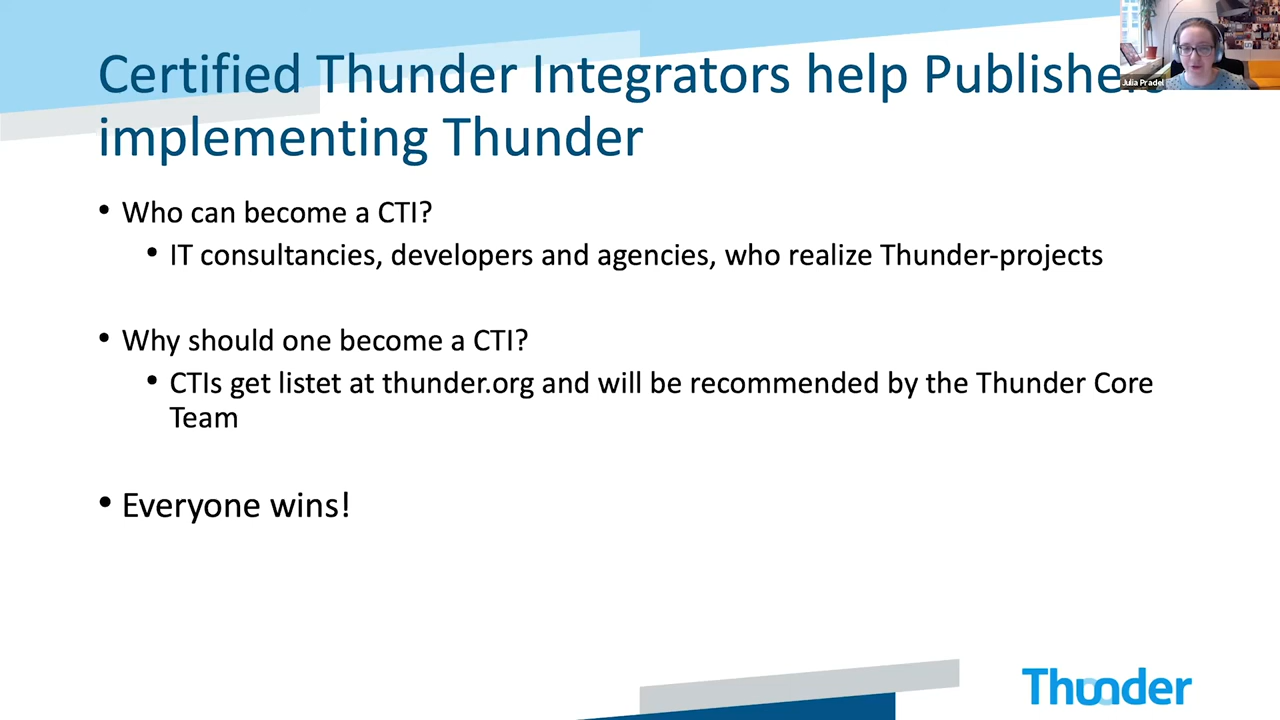 Certified Thunder Integrators help
implementing Thunder
Julia Pradel
• Who can become a CTI?
• IT consultancies, developers and agencies, who realize Thunder-projects
• Why should one become a CTI?
• CTIs get listet at thunder.org and will be recommended by the Thunder Core
Team
• Everyone wins!
Thunder